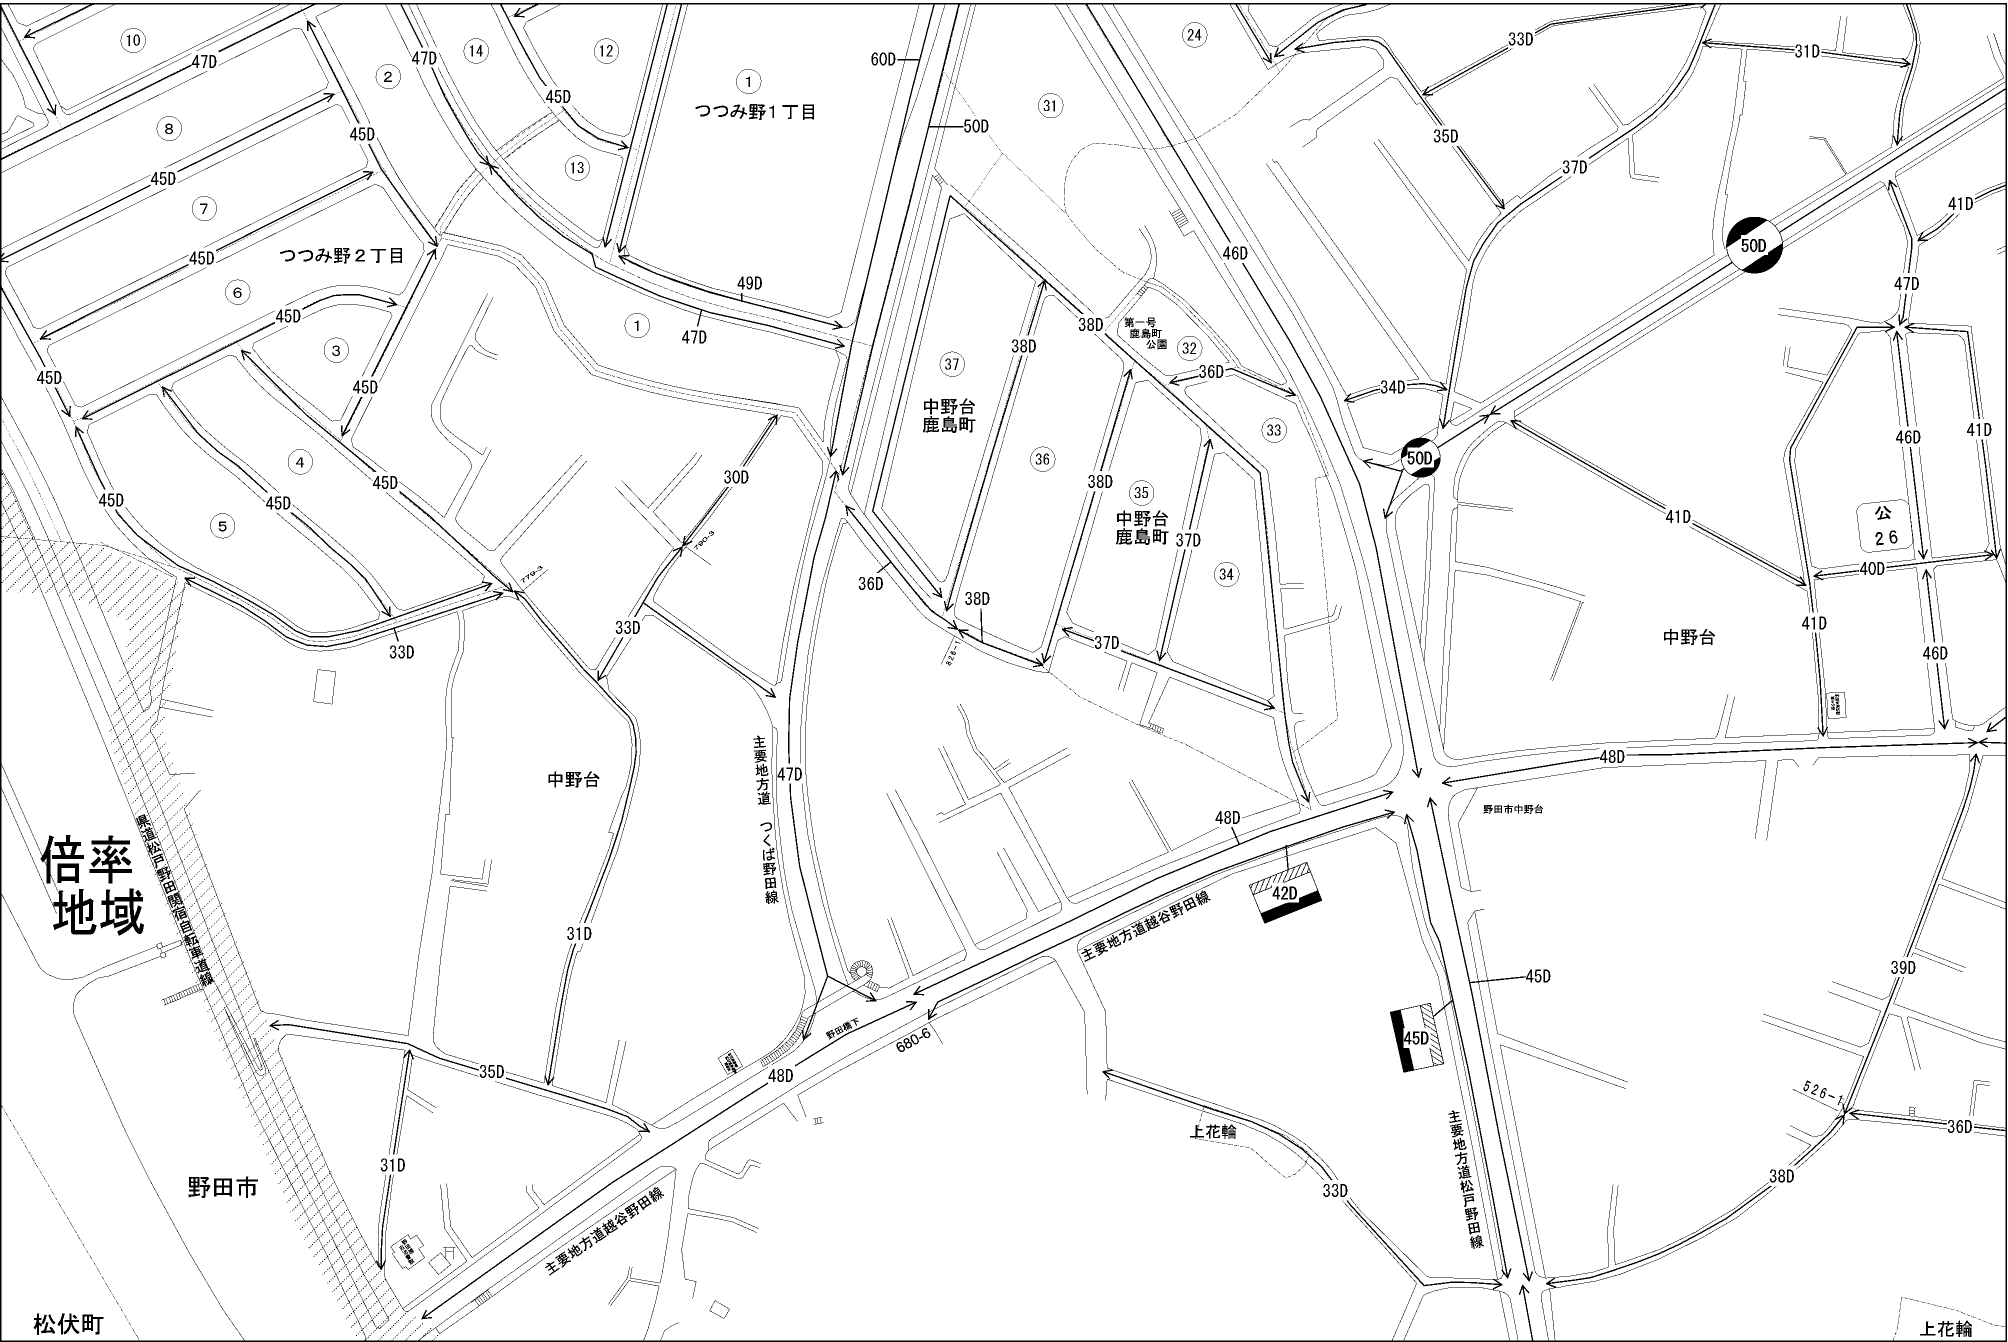 ⑩
②
⑭
⑫
24
47D
47D
60D
33D
31D
①
つつみ野1丁目
45D
31
⑧
45D
50D
35D
⑬
37D
45D
⑦
41D
つつみ野2丁目
45D
46D
50D
49D
47D
⑥
45D
①
47D
38D
第一号
鹿島町
公園
③
38D
32
37
36D
45D
45D
34D
中野台
鹿島町
33
46D
41D
④
36
50D
45D
30D
38D
45D
45D
35
⑤
中野台
鹿島町
公
26
41D
37D
790-3
40D
779-3
36D
34
38D
33D
41D
中野台
33D
826-1
37D
46D
主要地方道 つくば野田線
47D
48D
中野台
野田市中野台
48D
倍率
地域
県道松戸野田関宿自転車道線
42D
主要地方道越谷野田線
31D
39D
45D
野田橋下
680-6
45D
35D
48D
526-1
36D
上花輪
主要地方道松戸野田線
31D
38D
野田市
33D
主要地方道越谷野田線
松伏町
上花輪